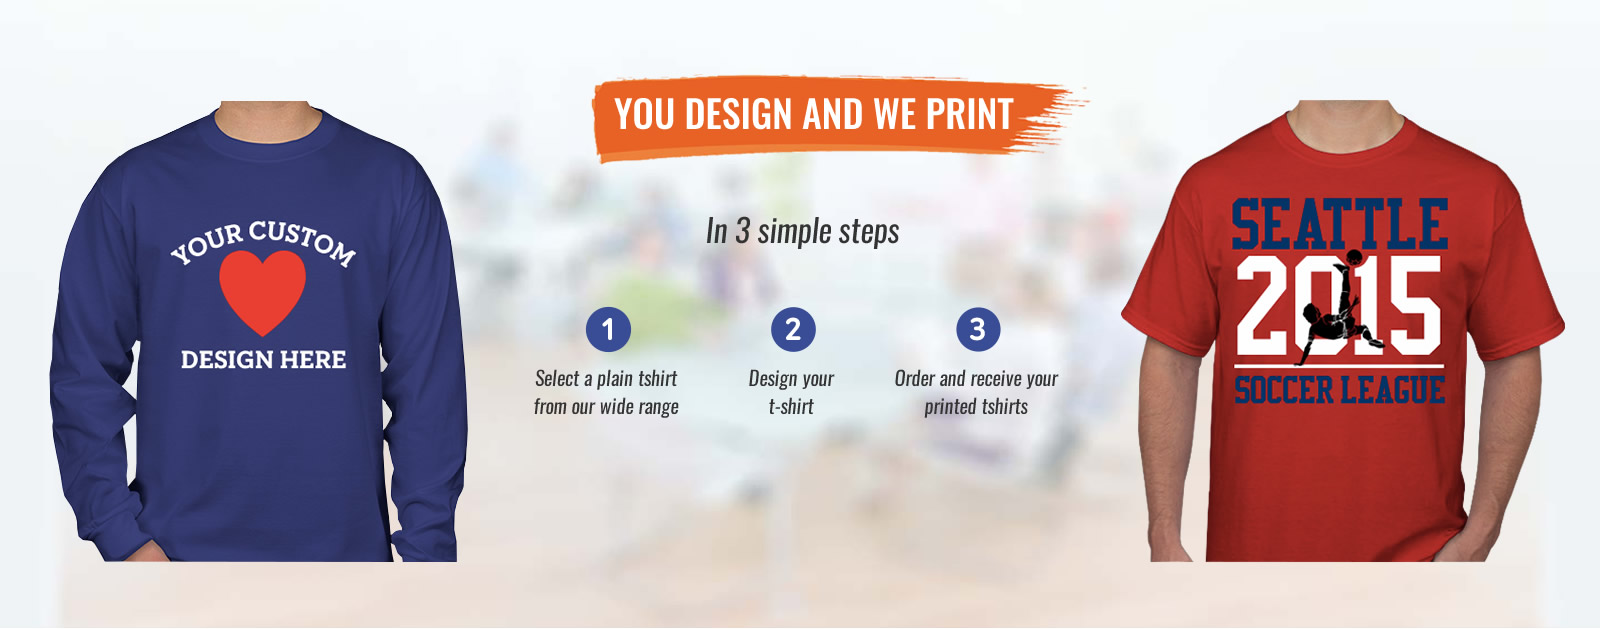 YOU DESIGN AND WE PRINT
In 3 simple steps
YOUR CUSTOM
DESIGN HERE
1
Select a plain tshirt
from our wide range
2
Design your
t-shirt
3
Order and receive your
printed tshirts
SEATTLE
2015
SOCCER LEAGUE